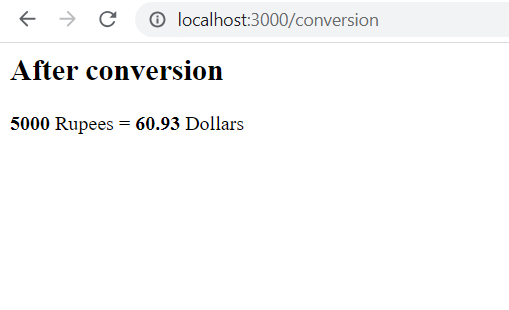 localhost:3000/conversion
After conversion
5000 Rupees = 60.93 Dollars